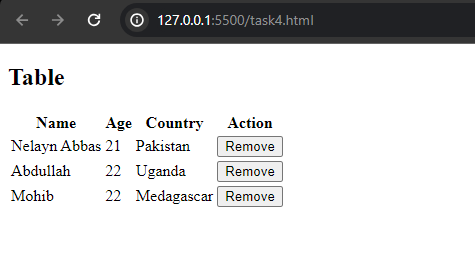 127.0.0.1:5500/task4.html
Table
Name Age Country Action
Nelayn Abbas 21 Pakistan Remove
Abdullah 22 Uganda Remove
Mohib 22 Medagascar Remove